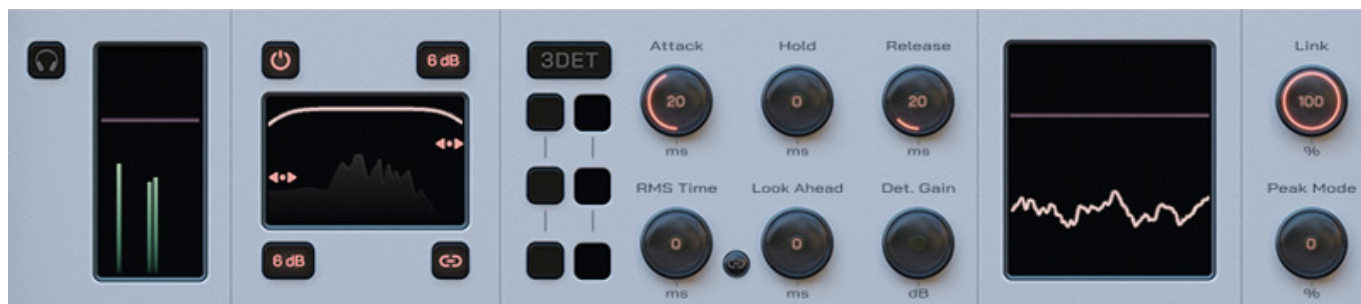 6 dB
6 dB
3DET
Attack
20
ms
Hold
0
ms
Release
20
ms
RMS Time
0
ms
Look Ahead
0
ms
Det. Gain
dB
Link
100
%
Peak Mode
0
%